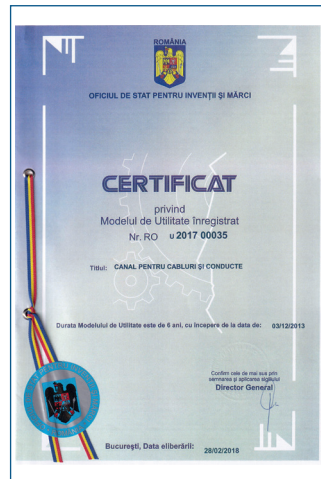 ROMÂNIA
OFICIUL DE STAT PENTRU INVENȚII ȘI MĂRCI
CERTIFICAT
privind
Modelul de Utilitate înregistrat
Nr. RO u 2017 00035
Titlul: CANAL PENTRU CABLURI ȘI CONDUCTE
Durata Modelului de Utilitate este de 6 ani, cu începere de la data de: 03/12/2013
Confirm cele de mai sus prin
semnarea și aplicarea sigiliului
Director General
București, Data eliberării: 28/02/2018